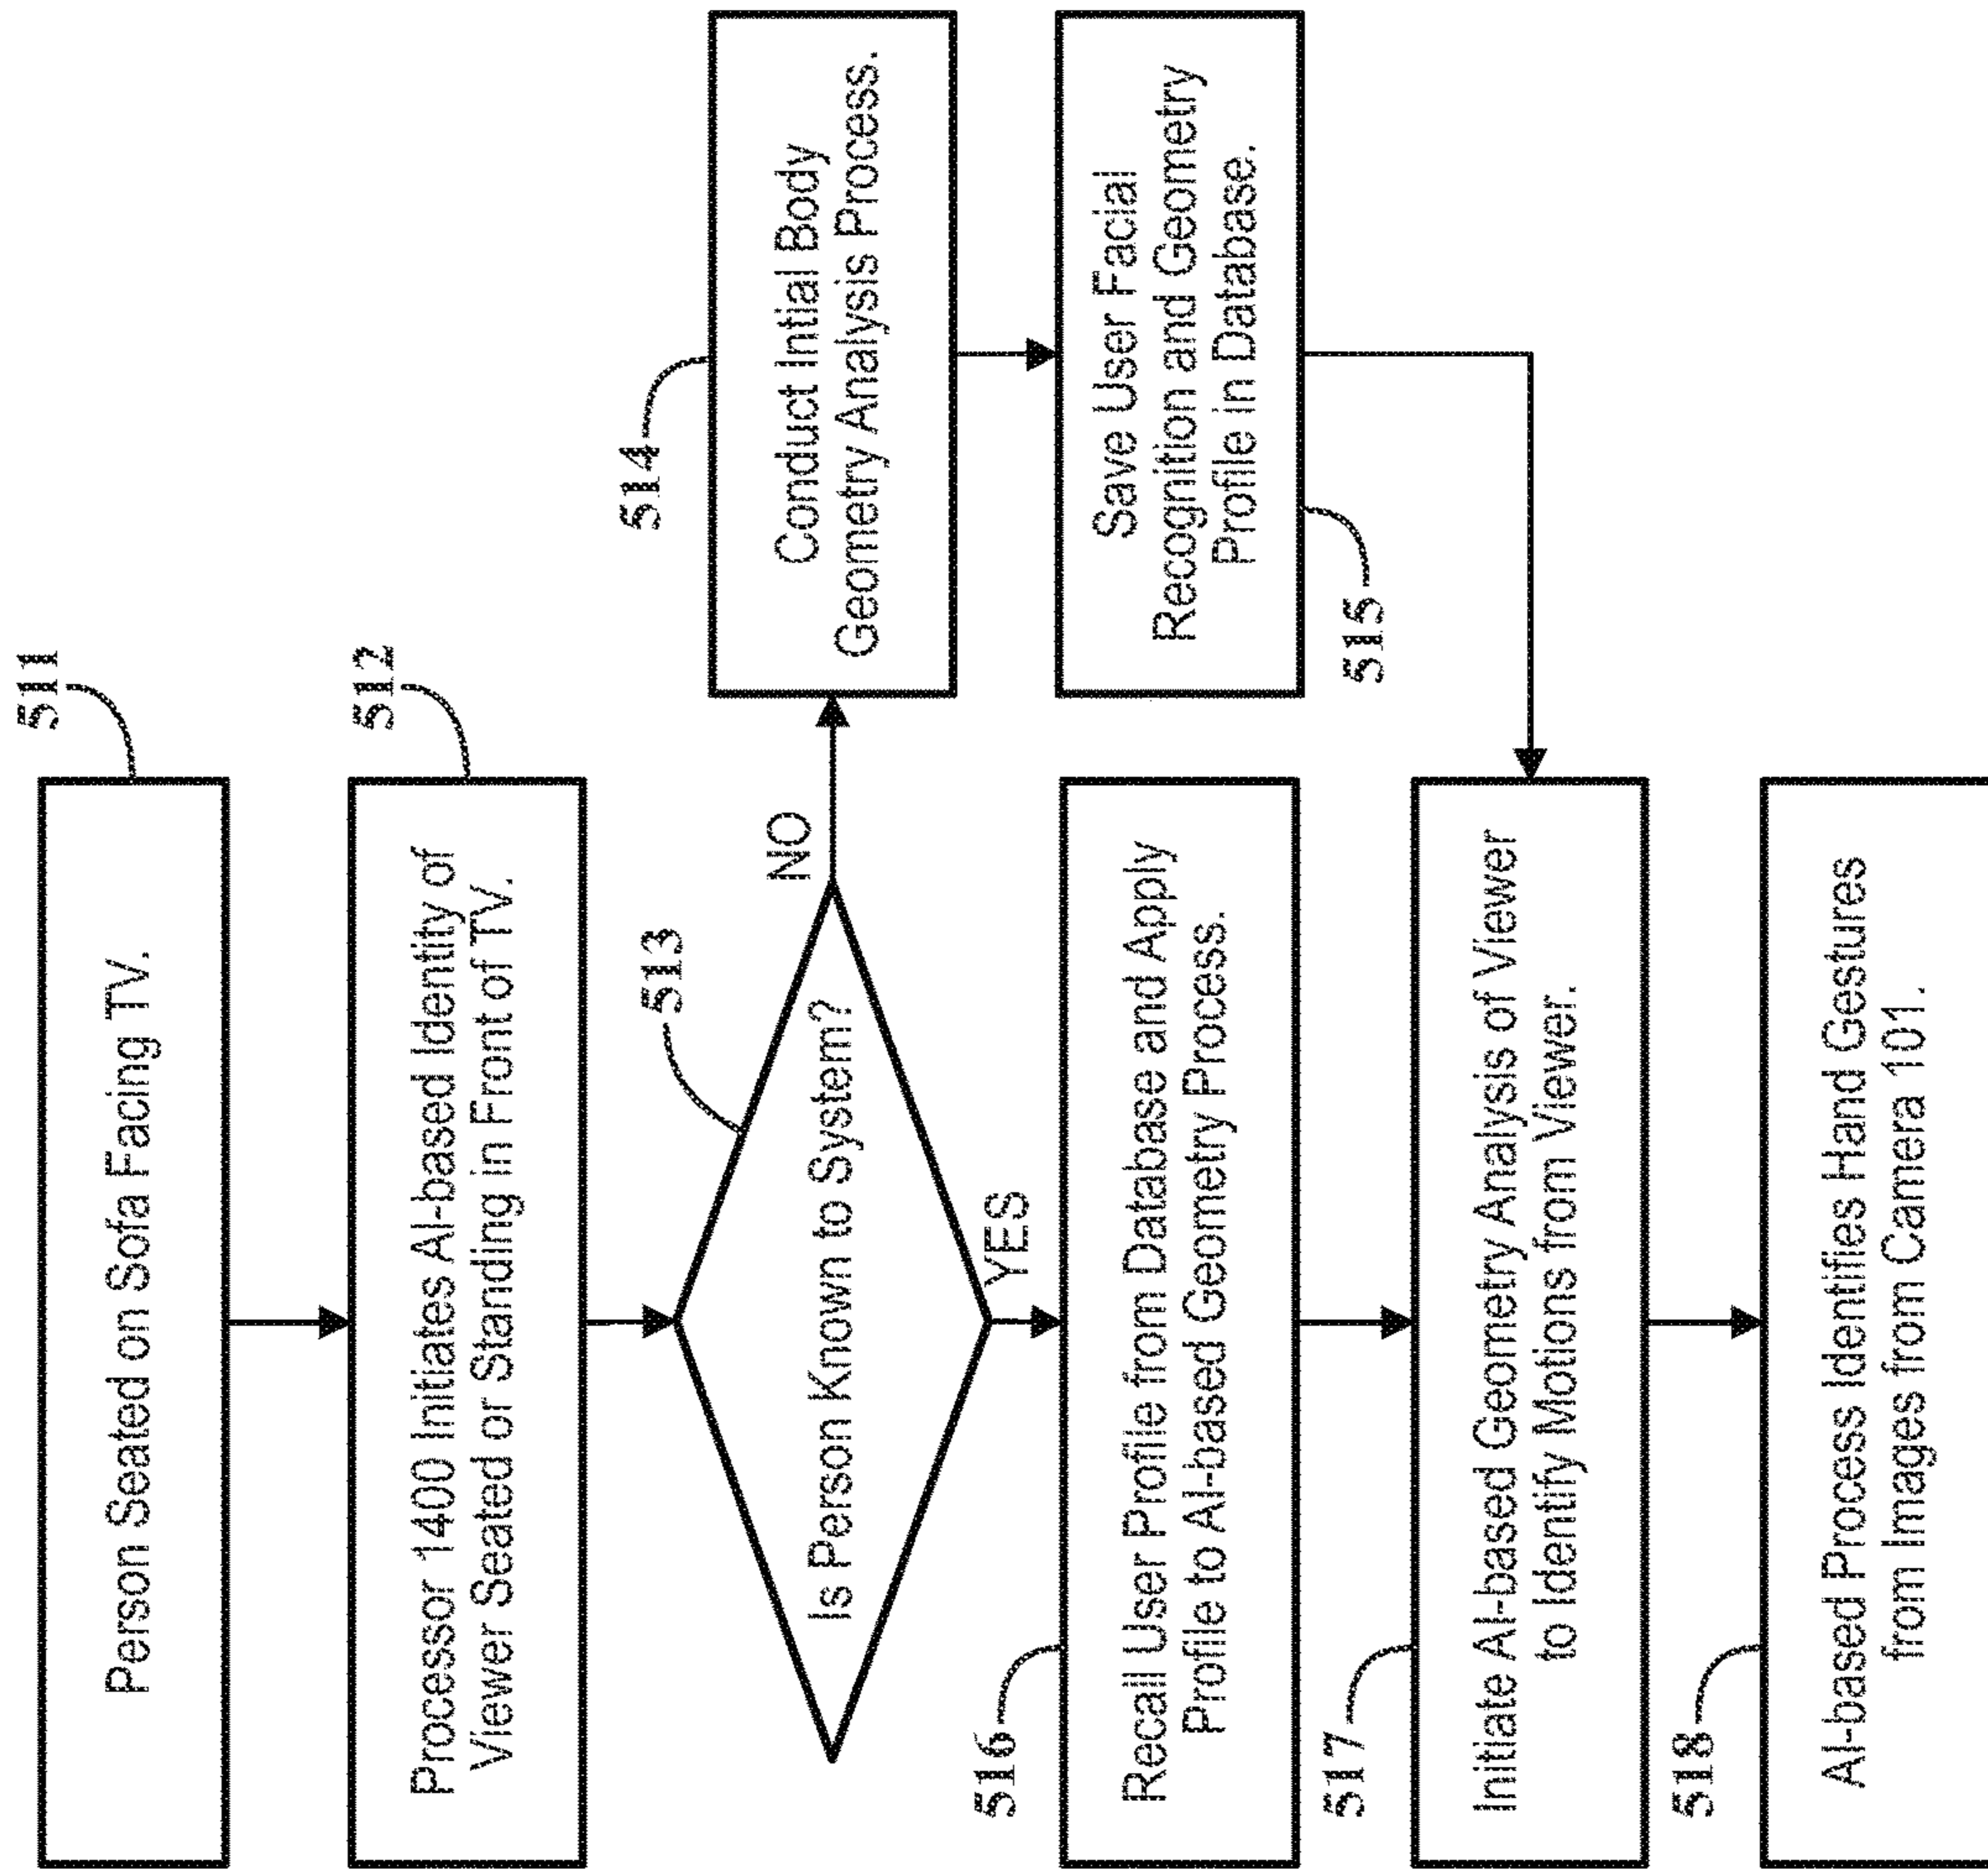 511
Person Seated on Sofa Facing TV.
512
Processor 1400 Initiates AI-based Identity of
Viewer Seated or Standing in Front of TV.
513
Is Person Known to System?
NO
514
Conduct Intial Body
Geometry Analysis Process.
Save User Facial
Recognition and Geometry
Profile in Database.
515
YES
516
Recall User Profile from Database and Apply
Profile to AI-based Geometry Process.
517
Initiate AI-based Geometry Analysis of Viewer
to Identify Motions from Viewer.
518
AI-based Process Identifies Hand Gestures
from Images from Camera 101.